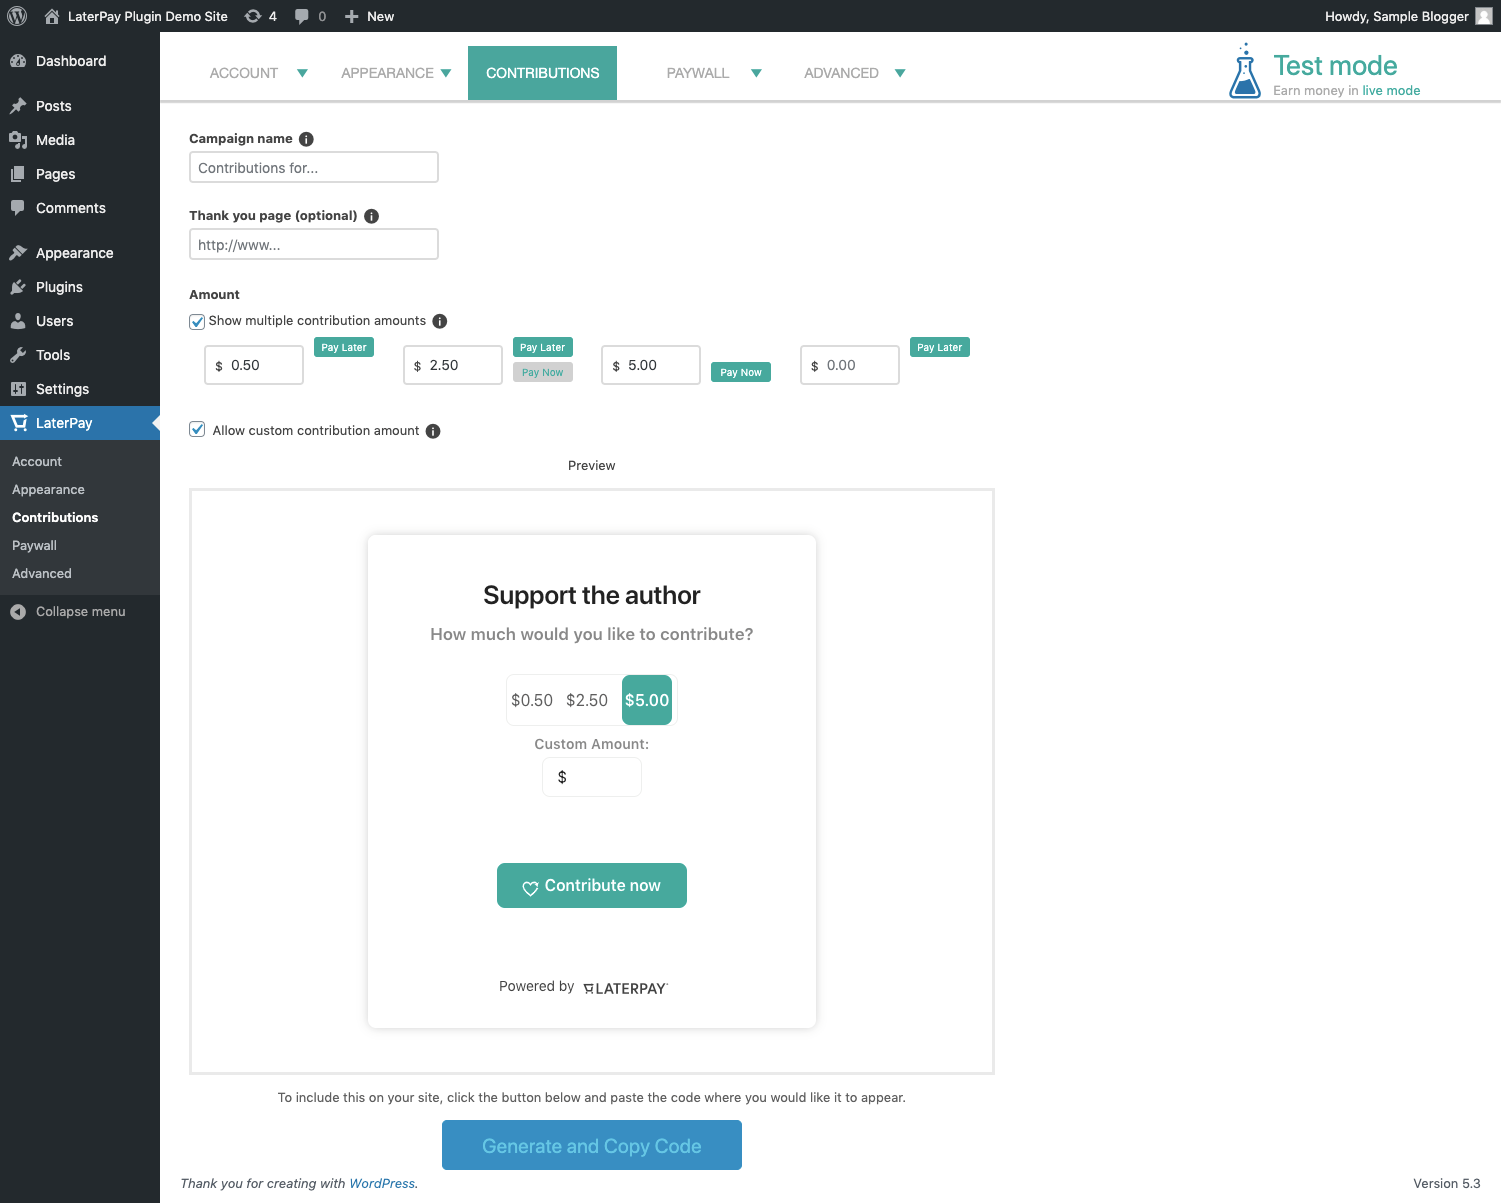 LaterPay Plugin Demo Site 4 0 New
Howdy, Sample Blogger
Dashboard
Posts
Media
Pages
Comments
Appearance
Plugins
Users
Tools
Settings
LaterPay
Account
Appearance
Contributions
Paywall
Advanced
Collapse menu
ACCOUNT APPEARANCE CONTRIBUTIONS PAYWALL ADVANCED
Test mode
Earn money in live mode
Campaign name
Contributions for...
Thank you page (optional)
http://www...
Amount
Show multiple contribution amounts
$ 0.50 Pay Later
$ 2.50 Pay Later
Pay Now
$ 5.00 Pay Now
$ 0.00 Pay Later
Allow custom contribution amount
Preview
Support the author
How much would you like to contribute?
$0.50 $2.50 $5.00
Custom Amount:
$
Contribute now
Powered by LATERPAY
To include this on your site, click the button below and paste the code where you would like it to appear.
Generate and Copy Code
Thank you for creating with WordPress.
Version 5.3